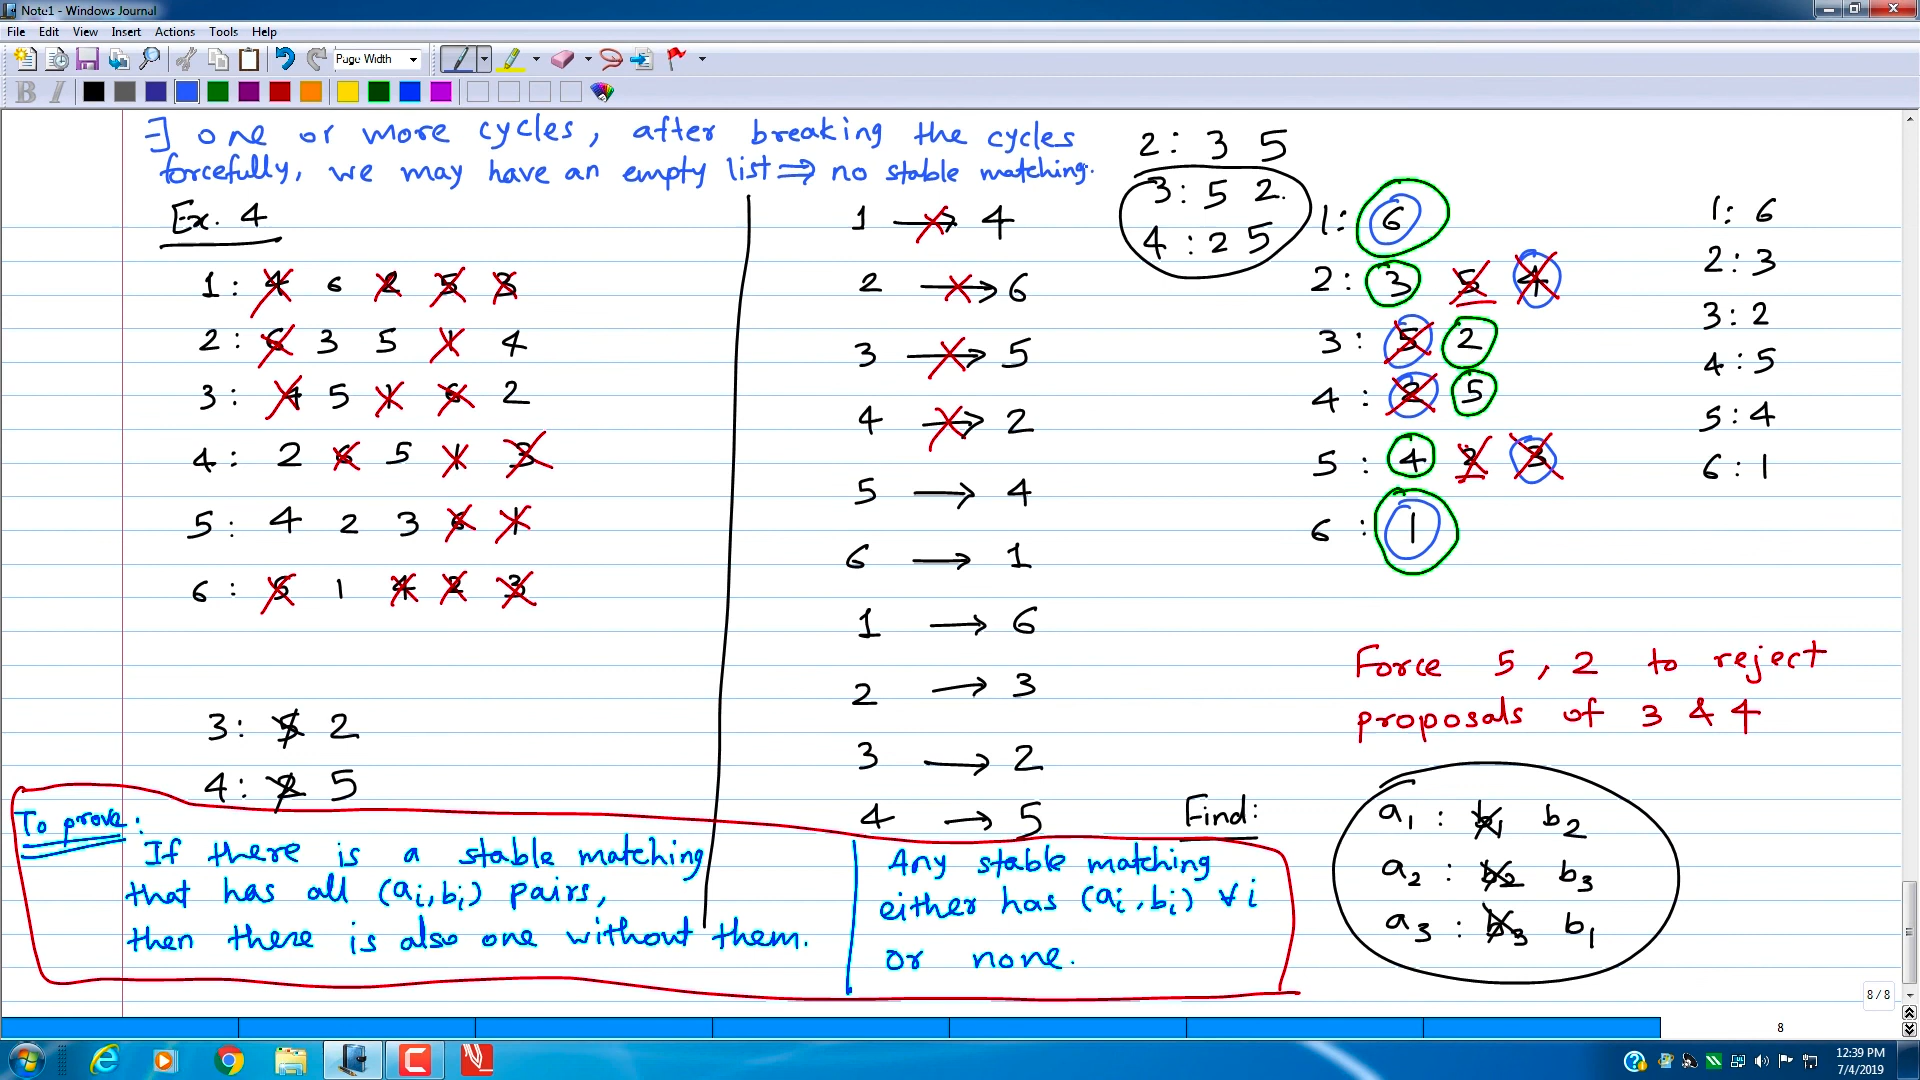 Note1 - Windows Journal
File Edit View Insert Actions Tools Help
Page Width
B I
∃ one or more cycles, after breaking the cycles
forcefully, we may have an empty list ⇒ no stable matching.
Ex. 4
1: 4 6 2 5 3
2: 6 3 5 1 4
3: 4 5 1 6 2
4: 2 6 5 1 3
5: 4 2 3 6 1
6: 5 1 4 2 3
3: 5 2
4: 2 5
1 → 4
2 → 6
3 → 5
4 → 2
5 → 4
6 → 1
1 → 6
2 → 3
3 → 2
4 → 5
2: 3 5
3: 5 2
4: 2 5
1: 6
2: 3 5 4
3: 5 2
4: 2 5
5: 4 2 3
6: 1
1: 6
2: 3
3: 2
4: 5
5: 4
6: 1
Force 5, 2 to reject
proposals of 3 & 4
Find:
a1: b1 b2
a2: b2 b3
a3: b3 b1
To prove:
If there is a stable matching
that has all (ai, bi) pairs,
then there is also one without them.
Any stable matching
either has (ai, bi) ∀ i
or none.
8 / 8
8
12:39 PM
7/4/2019